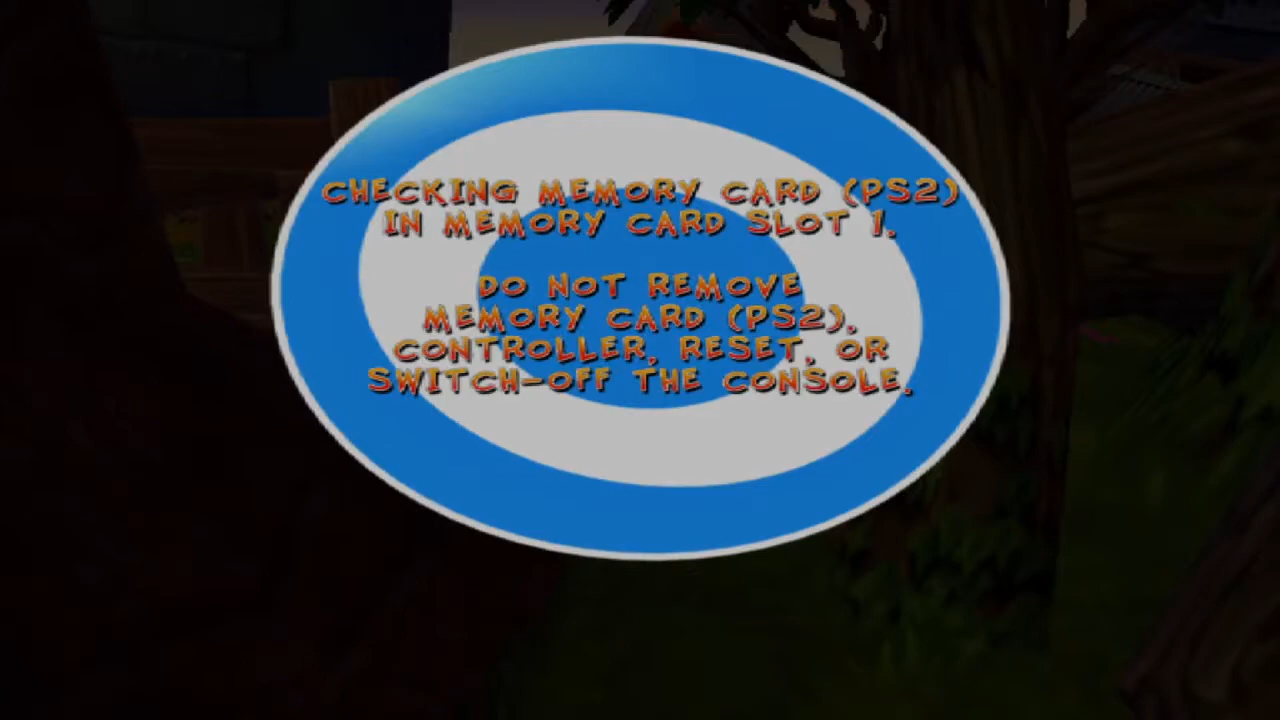 CHECKING MEMORY CARD (PS2)
IN MEMORY CARD SLOT 1.
DO NOT REMOVE
MEMORY CARD (PS2),
CONTROLLER, RESET, OR
SWITCH-OFF THE CONSOLE.